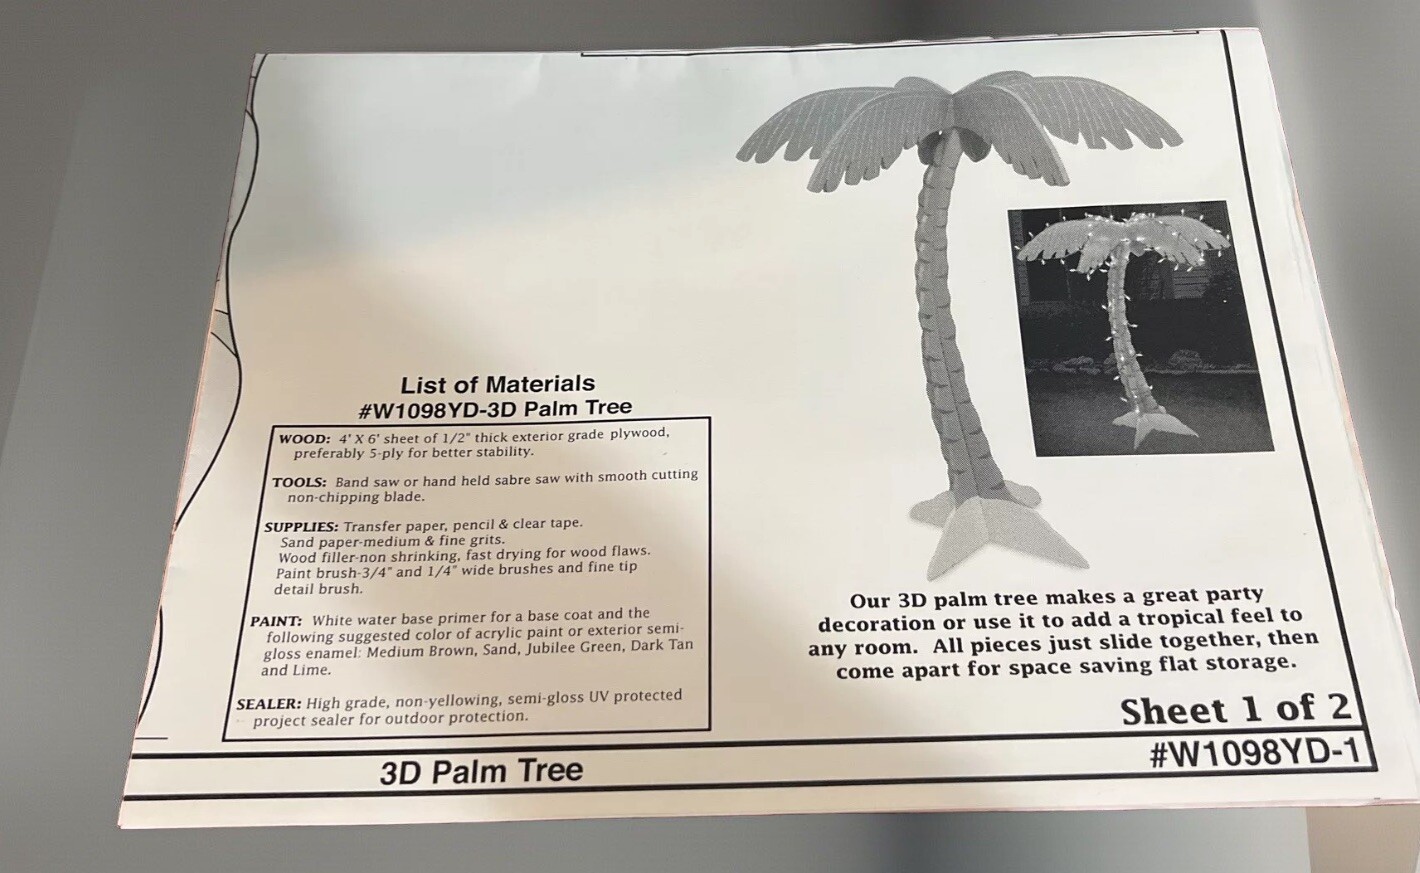 List of Materials
#W1098YD-3D Palm Tree
WOOD: 4' X 6' sheet of 1/2" thick exterior grade plywood,
preferably 5-ply for better stability.
TOOLS: Band saw or hand held sabre saw with smooth cutting
non-chipping blade.
SUPPLIES: Transfer paper, pencil & clear tape.
Sand paper-medium & fine grits.
Wood filler-non shrinking, fast drying for wood flaws.
Paint brush-3/4" and 1/4" wide brushes and fine tip
detail brush.
PAINT: White water base primer for a base coat and the
following suggested color of acrylic paint or exterior semi-
gloss enamel: Medium Brown, Sand, Jubilee Green, Dark Tan
and Lime.
SEALER: High grade, non-yellowing, semi-gloss UV protected
project sealer for outdoor protection.
Our 3D palm tree makes a great party
decoration or use it to add a tropical feel to
any room. All pieces just slide together, then
come apart for space saving flat storage.
Sheet 1 of 2
3D Palm Tree
#W1098YD-1